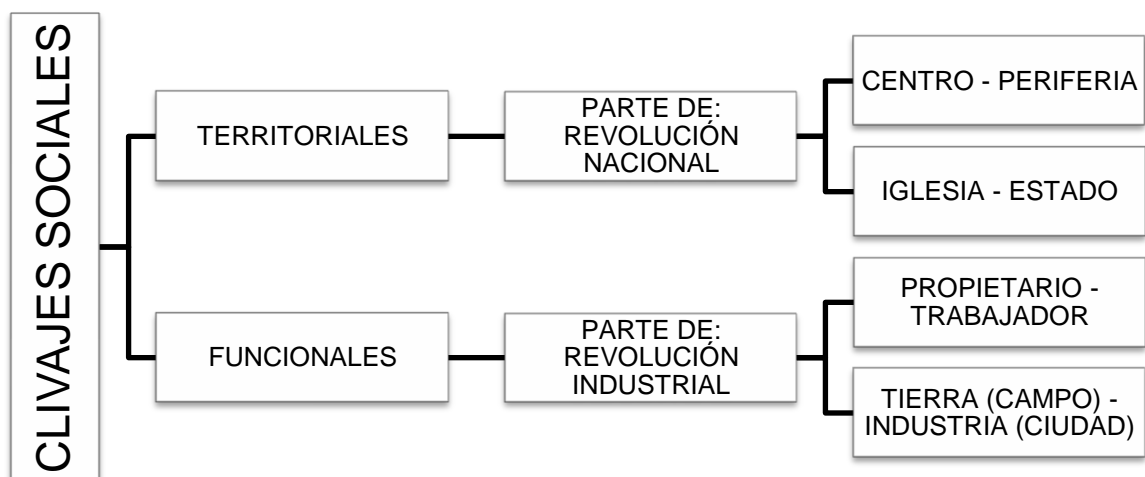 CLIVAJES SOCIALES
TERRITORIALES
PARTE DE:
REVOLUCIÓN
NACIONAL
CENTRO - PERIFERIA
IGLESIA - ESTADO
FUNCIONALES
PARTE DE:
REVOLUCIÓN
INDUSTRIAL
PROPIETARIO -
TRABAJADOR
TIERRA (CAMPO) -
INDUSTRIA (CIUDAD)